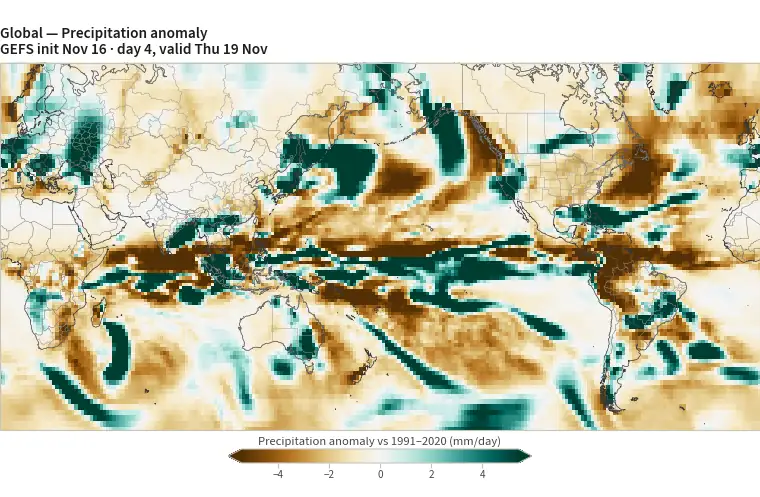 Global — Precipitation anomaly
GEFS init Nov 16 · day 4, valid Thu 19 Nov
Precipitation anomaly vs 1991–2020 (mm/day)
−4 −2 0 2 4